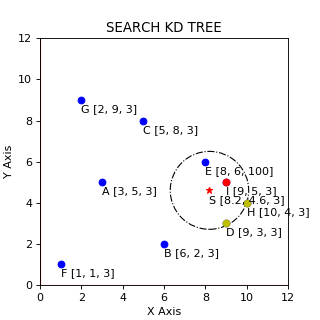 SEARCH KD TREE
12
10
8
6
4
2
0
Y Axis
G [2, 9, 3]
C [5, 8, 3]
E [8, 6, 100]
A [3, 5, 3]
I [9, 5, 3]
S [8.2, 4.6, 3]
H [10, 4, 3]
D [9, 3, 3]
B [6, 2, 3]
F [1, 1, 3]
0 2 4 6 8 10 12
X Axis